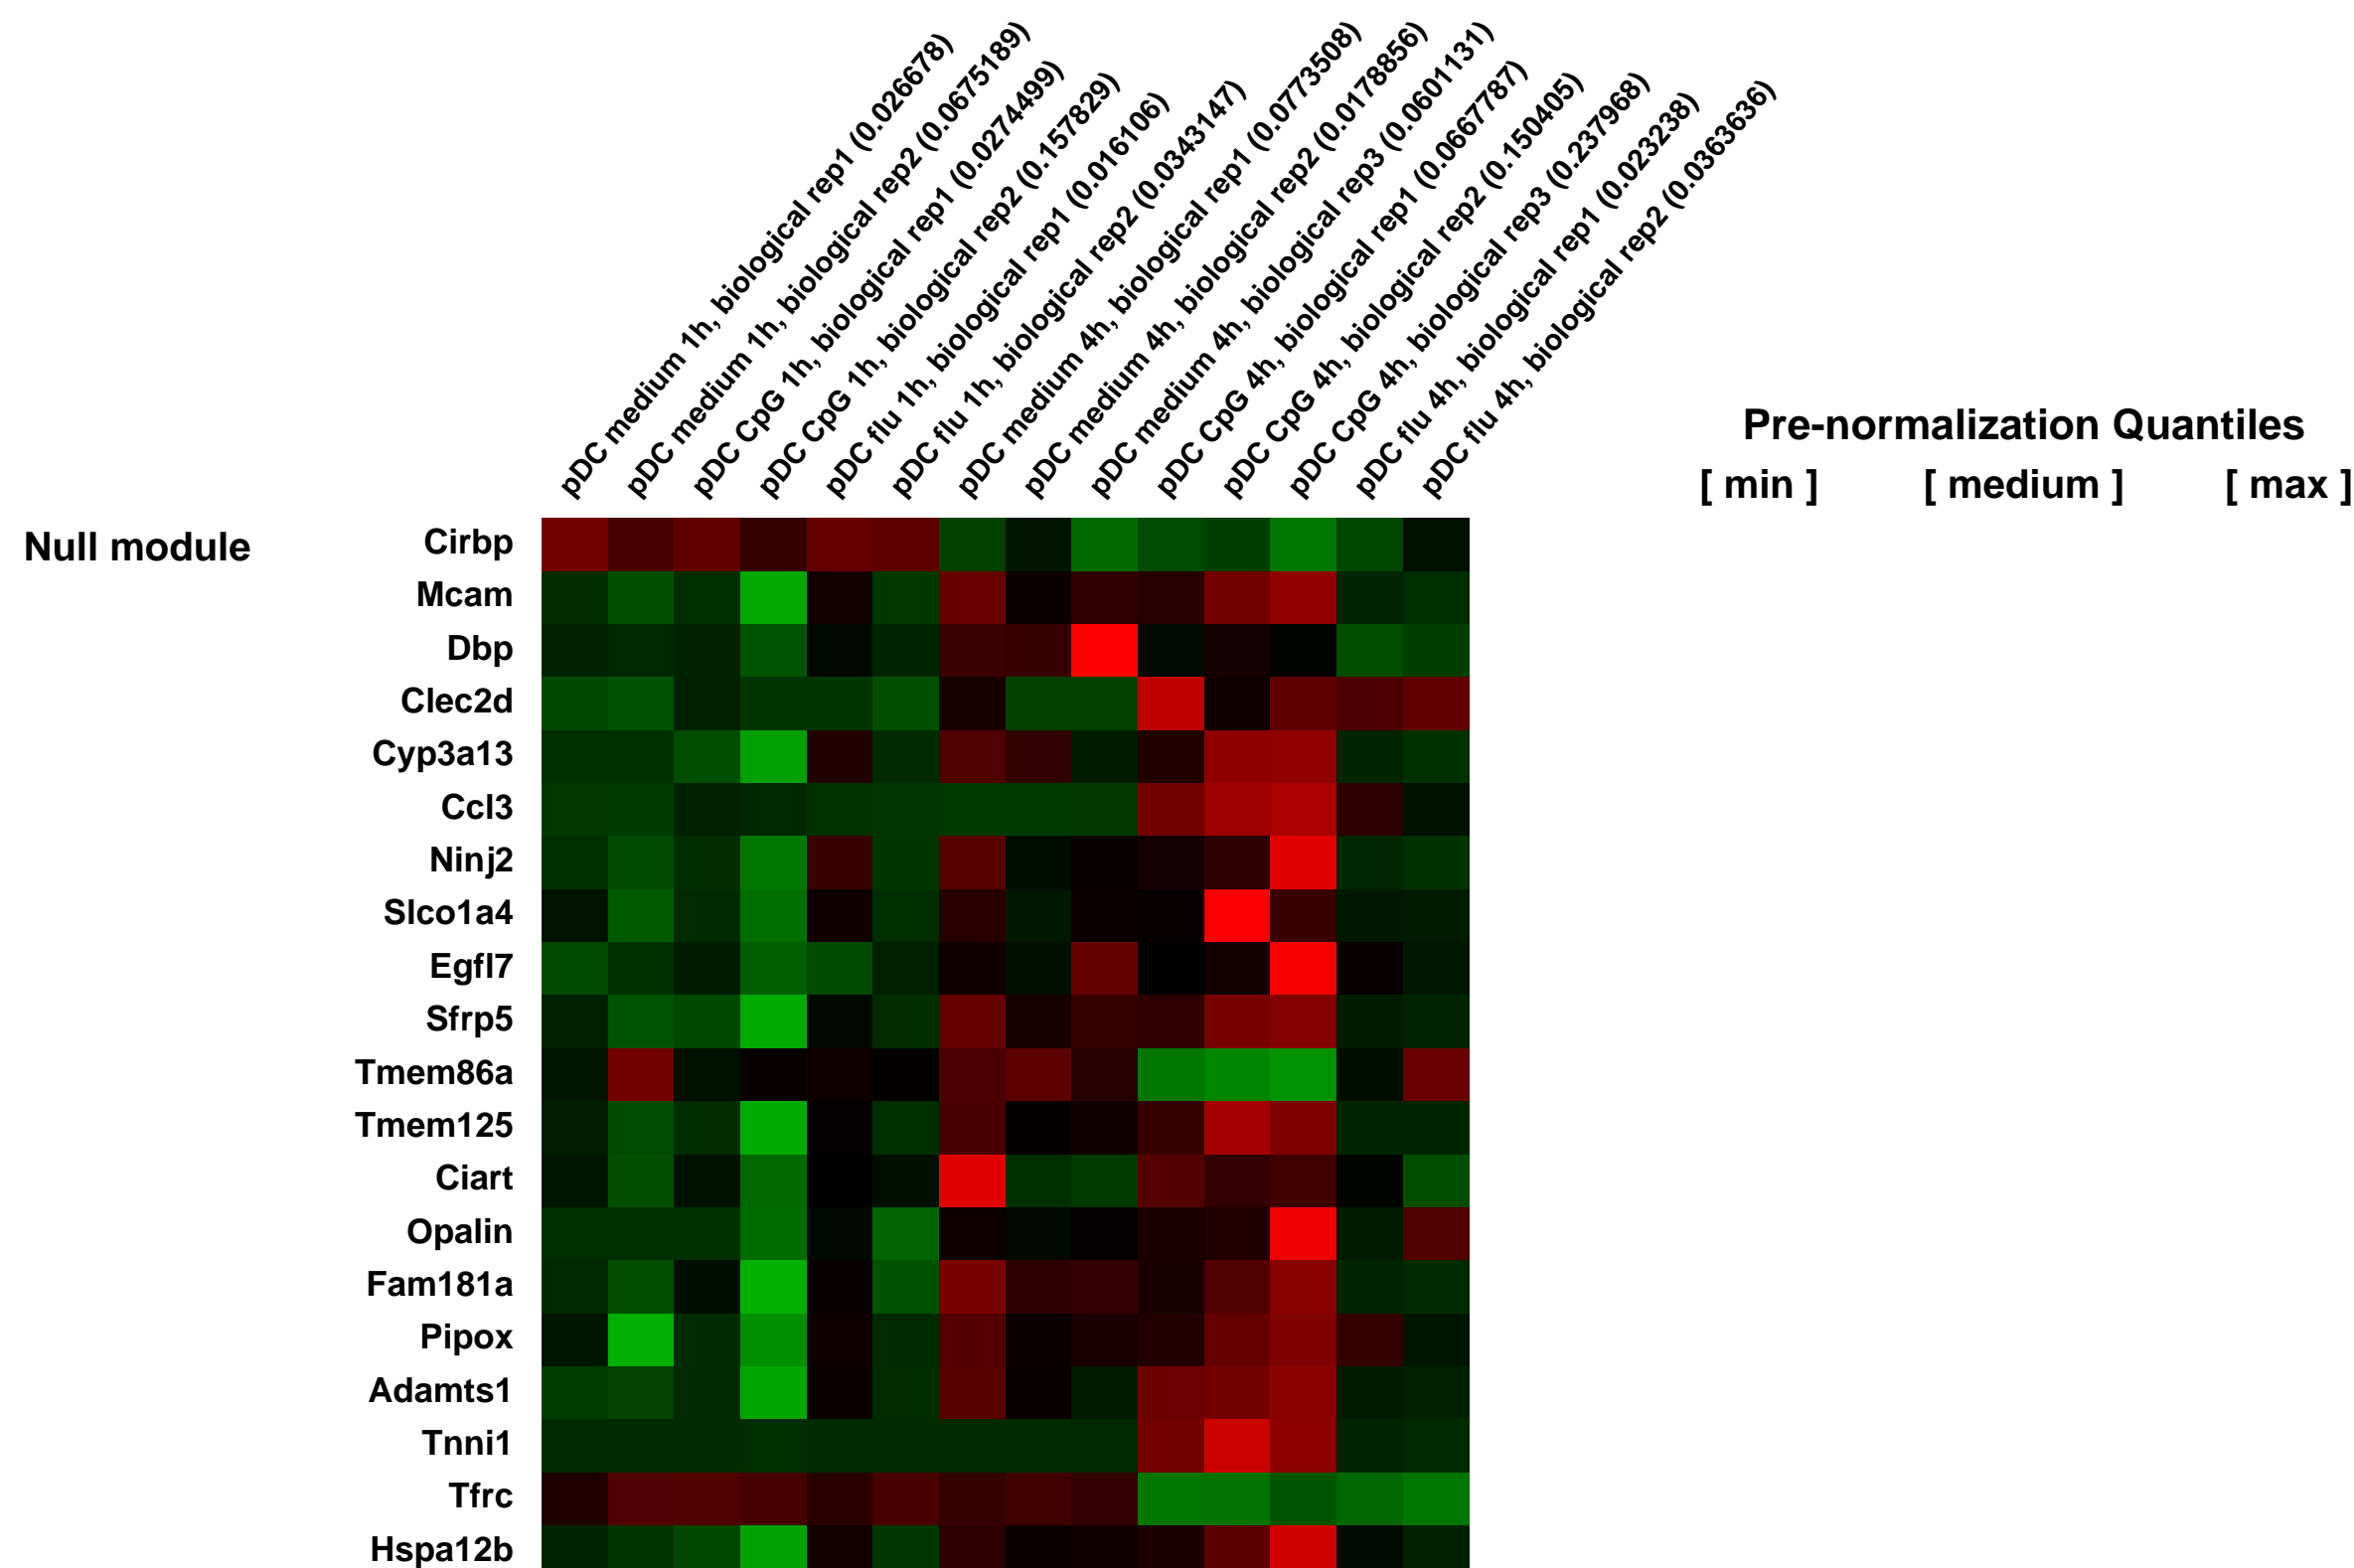 pDC medium 1h, biological rep1 (0.026678)
pDC medium 1h, biological rep2 (0.0675189)
pDC CpG 1h, biological rep1 (0.0274499)
pDC CpG 1h, biological rep2 (0.157829)
pDC flu 1h, biological rep1 (0.016106)
pDC flu 1h, biological rep2 (0.0343147)
pDC medium 4h, biological rep1 (0.0773508)
pDC medium 4h, biological rep2 (0.0178856)
pDC medium 4h, biological rep3 (0.0601131)
pDC CpG 4h, biological rep1 (0.0667787)
pDC CpG 4h, biological rep2 (0.150405)
pDC CpG 4h, biological rep3 (0.237968)
pDC flu 4h, biological rep1 (0.023238)
pDC flu 4h, biological rep2 (0.0363636)
Pre-normalization Quantiles
[ min ] [ medium ] [ max ]
Null module
Cirbp
Mcam
Dbp
Clec2d
Cyp3a13
Ccl3
Ninj2
Slco1a4
Egfl7
Sfrp5
Tmem86a
Tmem125
Ciart
Opalin
Fam181a
Pipox
Adamts1
Tnni1
Tfrc
Hspa12b